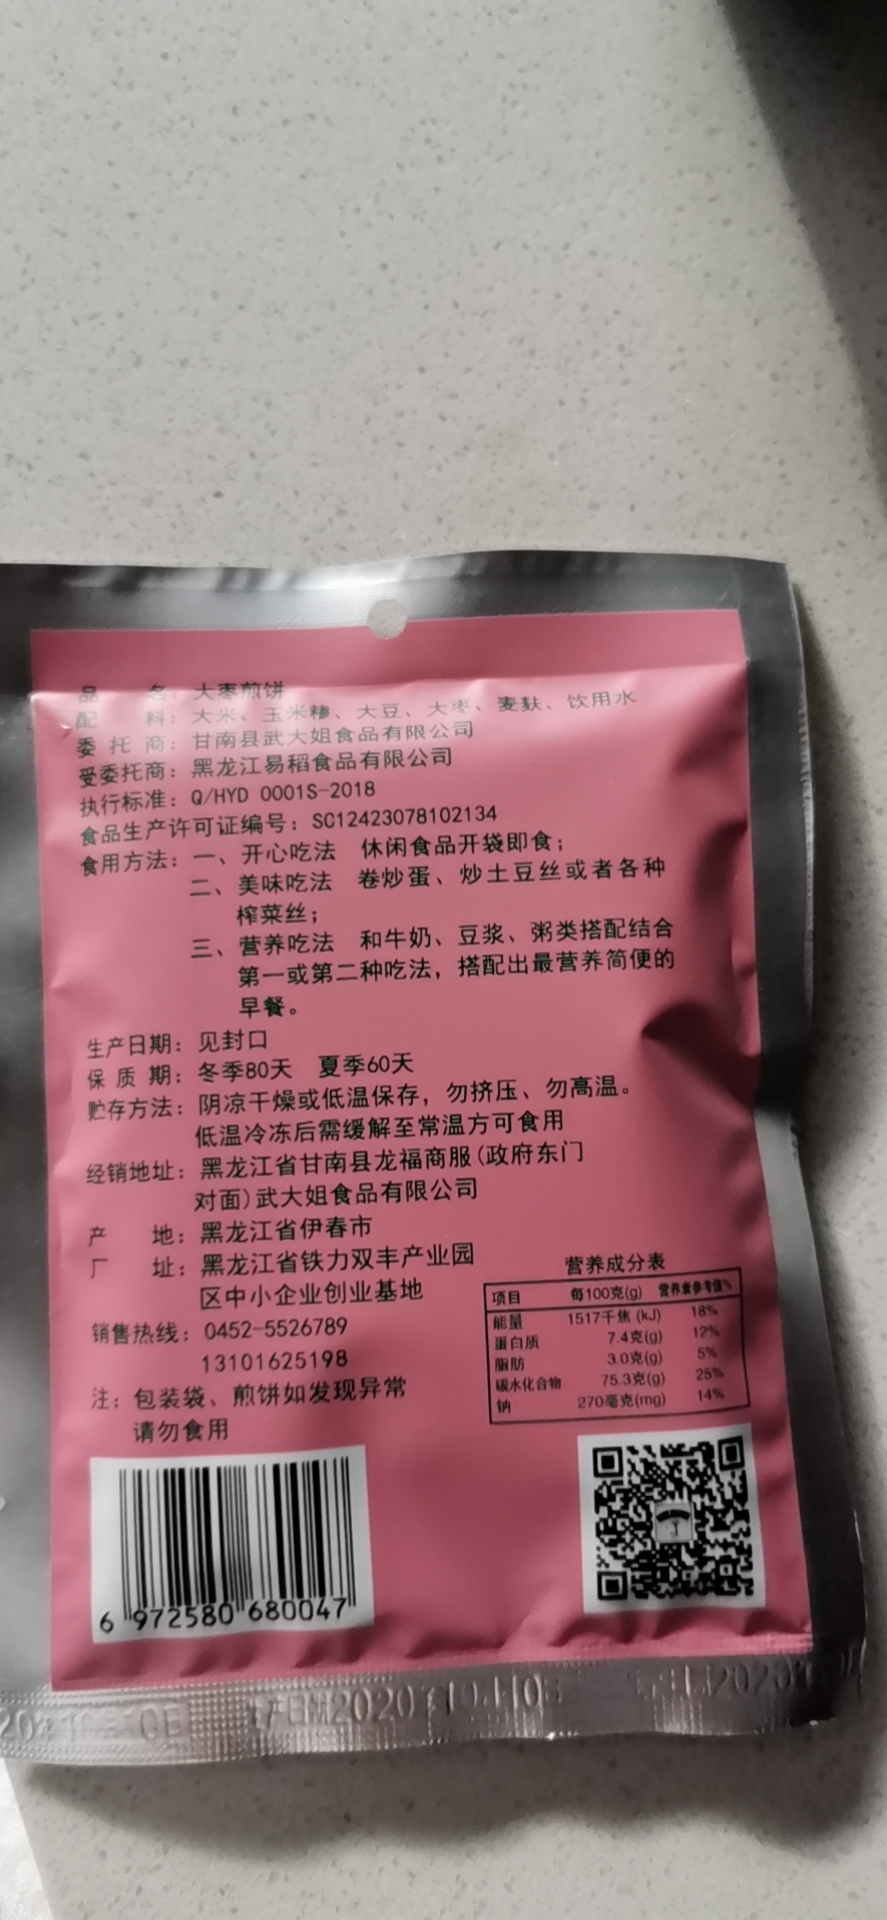 品 名：大枣煎饼
配 料：大米、玉米糁、大豆、大枣、麦麸、饮用水
委托商：甘南县武大姐食品有限公司
受委托商：黑龙江易稻食品有限公司
执行标准：Q/HYD 0001S-2018
食品生产许可证编号：SC12423078102134
食用方法：一、开心吃法 休闲食品开袋即食；
二、美味吃法 卷炒蛋、炒土豆丝或者各种
榨菜丝；
三、营养吃法 和牛奶、豆浆、粥类搭配结合
第一或第二种吃法，搭配出最营养简便的
早餐。
生产日期：见封口
保质期：冬季80天 夏季60天
贮存方法：阴凉干燥或低温保存，勿挤压、勿高温。
低温冷冻后需缓解至常温方可食用
经销地址：黑龙江省甘南县龙福商服(政府东门
对面)武大姐食品有限公司
产 地：黑龙江省伊春市
厂 址：黑龙江省铁力双丰产业园
区中小企业创业基地
销售热线：0452-5526789
13101625198
注：包装袋、煎饼如发现异常
请勿食用
营养成分表
项目 每100克(g) 营养素参考值%
能量 1517千焦(kJ) 18%
蛋白质 7.4克(g) 12%
脂肪 3.0克(g) 5%
碳水化合物 75.3克(g) 25%
钠 270毫克(mg) 14%
6 972580 680047
2020年10月10日